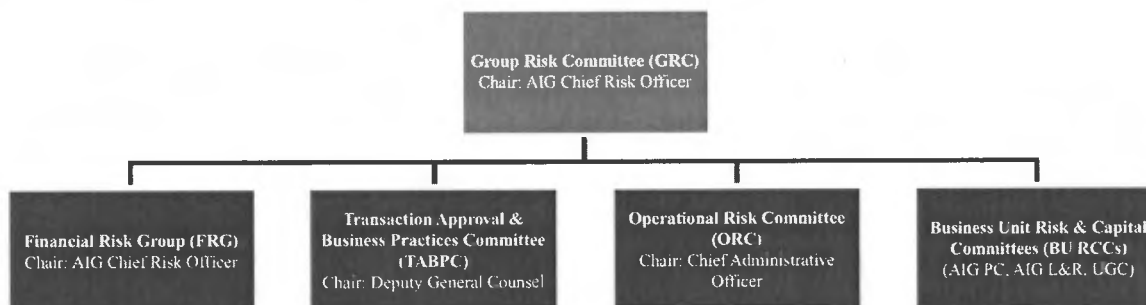 Group Risk Committee (GRC)
Chair: AIG Chief Risk Officer
Financial Risk Group (FRG)
Chair: AIG Chief Risk Officer
Transaction Approval &
Business Practices Committee
(TABPC)
Chair: Deputy General Counsel
Operational Risk Committee
(ORC)
Chair: Chief Administrative
Officer
Business Unit Risk & Capital
Committees (BU RCCs)
(AIG PC, AIG L&R, UGC)